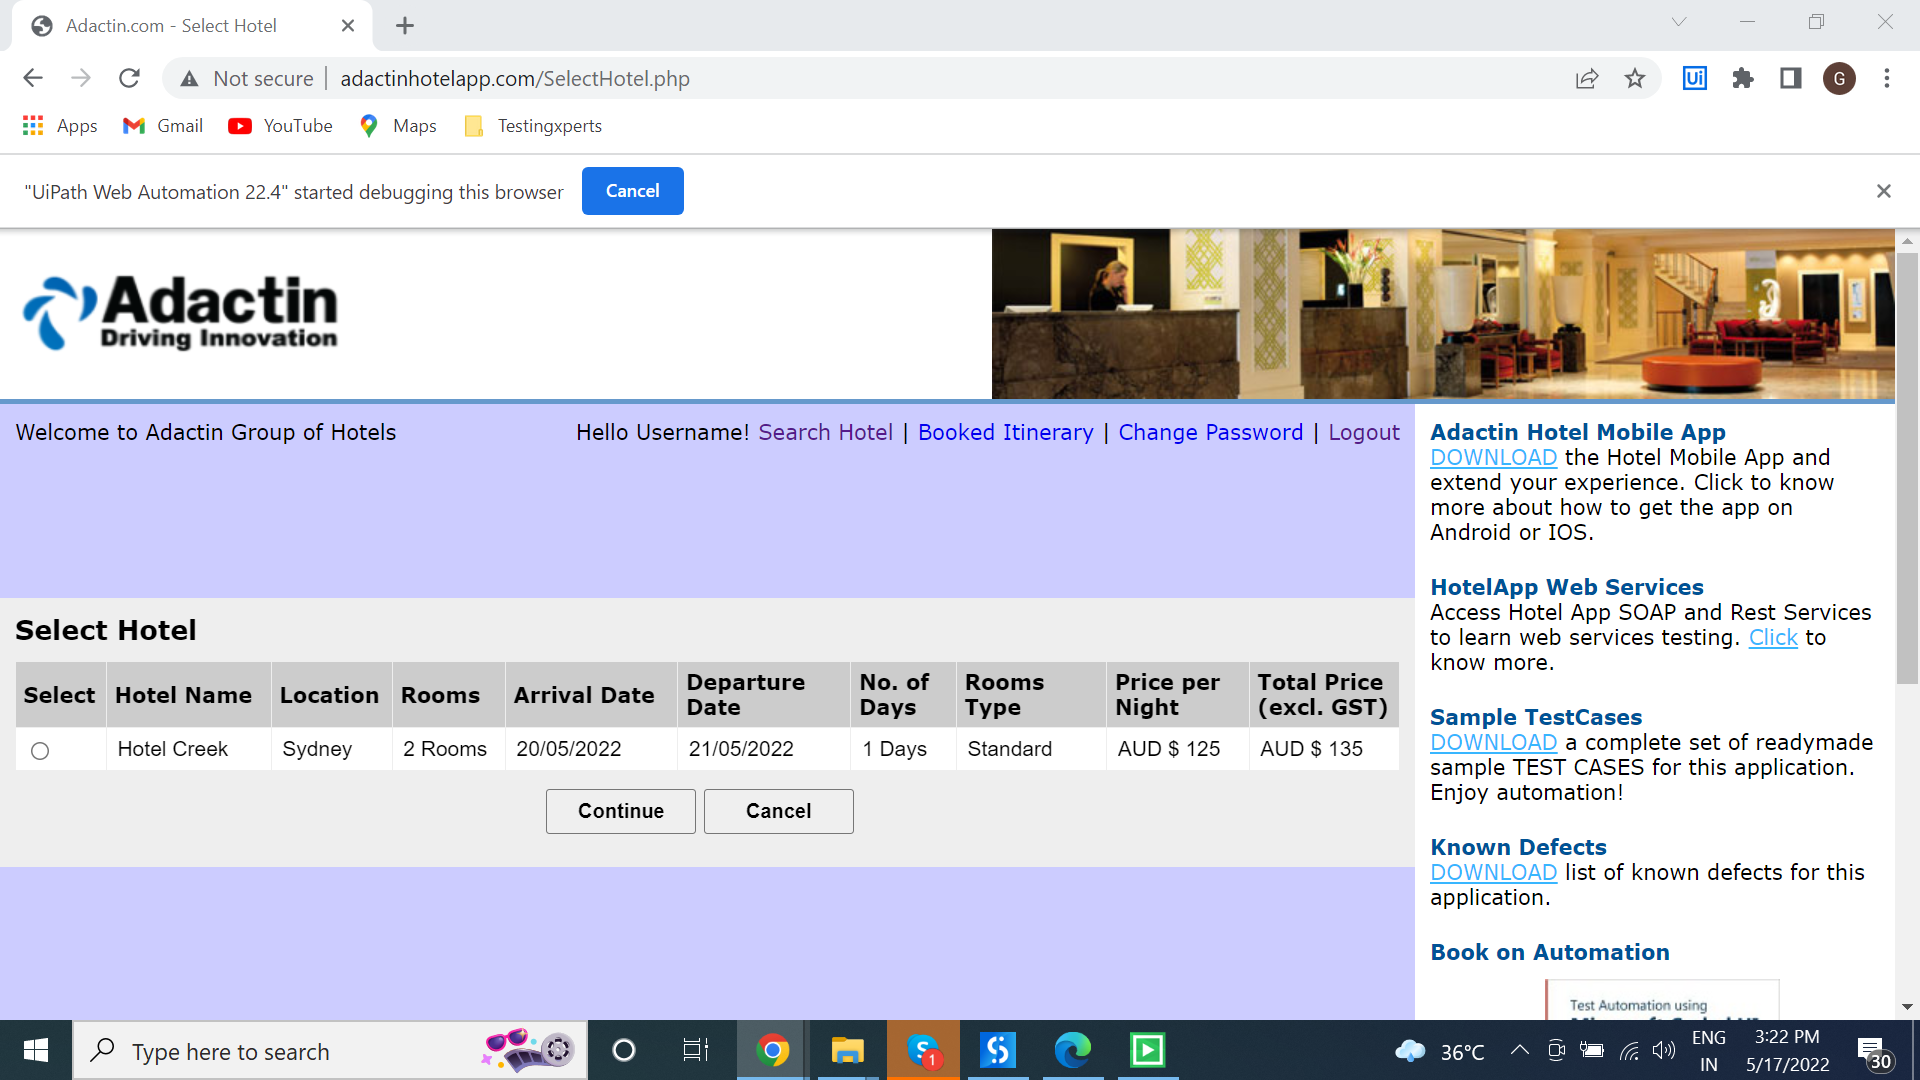 Adactin.com - Select Hotel
Not secure
adactinhotelapp.com/SelectHotel.php
Ui
G
Apps
Gmail
YouTube
Maps
Testingxperts
"UiPath Web Automation 22.4" started debugging this browser
Cancel
Adactin
Driving Innovation
Welcome to Adactin Group of Hotels
Hello Username! Search Hotel | Booked Itinerary | Change Password | Logout
Select Hotel
Select Hotel Name Location Rooms Arrival Date Departure Date No. of Days Rooms Type Price per Night Total Price (excl. GST)
Hotel Creek Sydney 2 Rooms 20/05/2022 21/05/2022 1 Days Standard AUD $ 125 AUD $ 135
Continue
Cancel
Adactin Hotel Mobile App
DOWNLOAD the Hotel Mobile App and
extend your experience. Click to know
more about how to get the app on
Android or IOS.
HotelApp Web Services
Access Hotel App SOAP and Rest Services
to learn web services testing. Click to
know more.
Sample TestCases
DOWNLOAD a complete set of readymade
sample TEST CASES for this application.
Enjoy automation!
Known Defects
DOWNLOAD list of known defects for this
application.
Book on Automation
Test Automation using
Type here to search
S
1
36°C
ENG
IN
3:22 PM
5/17/2022
30